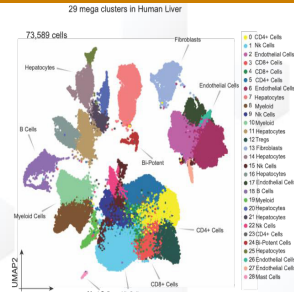 29 mega clusters in Human Liver
73,589 cells
Fibroblasts
Hepatocytes
Endothelial Cells
B Cells
Bi-Potent
Myeloid Cells
CD4+ Cells
CD8+ Cells
UMAP2
0 CD4+ Cells
1 Nk Cells
2 Endothelial Cells
3 CD8+ Cells
4 CD8+ Cells
5 CD4+ Cells
6 Endothelial Cells
7 Hepatocytes
8 Myeloid
9 Nk Cells
10 Myeloid
11 Hepatocytes
12 Tregs
13 Fibroblasts
14 Hepatocytes
15 Nk Cells
16 Hepatocytes
17 Endothelial Cells
18 B Cells
19 Myeloid
20 Hepatocytes
21 Hepatocytes
22 Nk Cells
23 CD4+ Cells
24 Bi-Potent Cells
25 Hepatocytes
26 Endothelial Cells
27 Endothelial Cells
28 Mast Cells